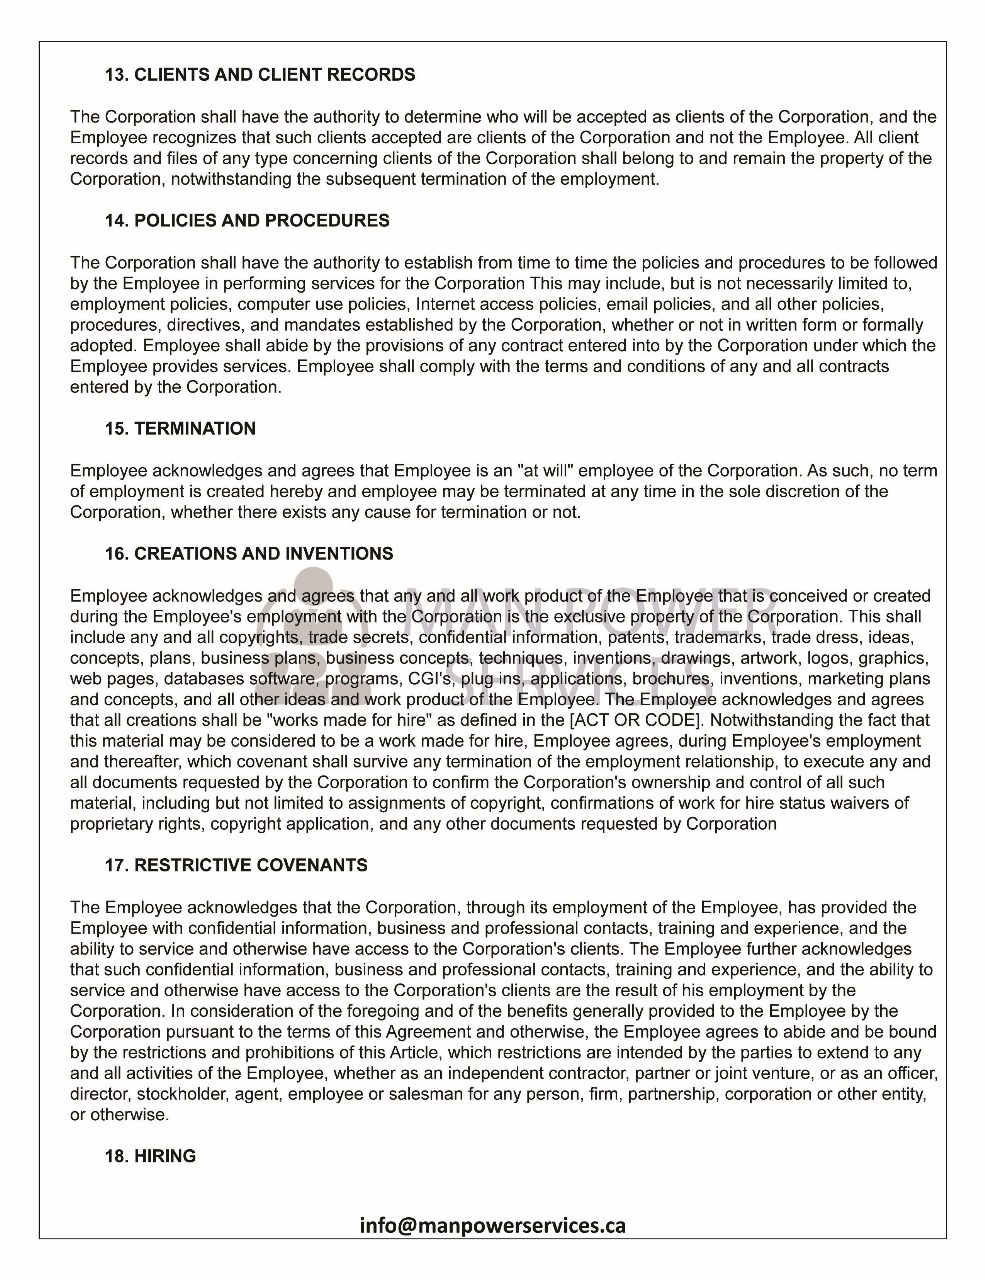 13. CLIENTS AND CLIENT RECORDS
The Corporation shall have the authority to determine who will be accepted as clients of the Corporation, and the
Employee recognizes that such clients accepted are clients of the Corporation and not the Employee. All client
records and files of any type concerning clients of the Corporation shall belong to and remain the property of the
Corporation, notwithstanding the subsequent termination of the employment.
14. POLICIES AND PROCEDURES
The Corporation shall have the authority to establish from time to time the policies and procedures to be followed
by the Employee in performing services for the Corporation This may include, but is not necessarily limited to,
employment policies, computer use policies, Internet access policies, email policies, and all other policies,
procedures, directives, and mandates established by the Corporation, whether or not in written form or formally
adopted. Employee shall abide by the provisions of any contract entered into by the Corporation under which the
Employee provides services. Employee shall comply with the terms and conditions of any and all contracts
entered by the Corporation.
15. TERMINATION
Employee acknowledges and agrees that Employee is an "at will" employee of the Corporation. As such, no term
of employment is created hereby and employee may be terminated at any time in the sole discretion of the
Corporation, whether there exists any cause for termination or not.
16. CREATIONS AND INVENTIONS
Employee acknowledges and agrees that any and all work product of the Employee that is conceived or created
during the Employee's employment with the Corporation is the exclusive property of the Corporation. This shall
include any and all copyrights, trade secrets, confidential information, patents, trademarks, trade dress, ideas,
concepts, plans, business plans, business concepts, techniques, inventions, drawings, artwork, logos, graphics,
web pages, databases software, programs, CGI's, plug-ins, applications, brochures, inventions, marketing plans
and concepts, and all other ideas and work product of the Employee. The Employee acknowledges and agrees
that all creations shall be "works made for hire" as defined in the [ACT OR CODE]. Notwithstanding the fact that
this material may be considered to be a work made for hire, Employee agrees, during Employee's employment
and thereafter, which covenant shall survive any termination of the employment relationship, to execute any and
all documents requested by the Corporation to confirm the Corporation's ownership and control of all such
material, including but not limited to assignments of copyright, confirmations of work for hire status waivers of
proprietary rights, copyright application, and any other documents requested by Corporation
MAN POWER
SERVICES
17. RESTRICTIVE COVENANTS
The Employee acknowledges that the Corporation, through its employment of the Employee, has provided the
Employee with confidential information, business and professional contacts, training and experience, and the
ability to service and otherwise have access to the Corporation's clients. The Employee further acknowledges
that such confidential information, business and professional contacts, training and experience, and the ability to
service and otherwise have access to the Corporation's clients are the result of his employment by the
Corporation. In consideration of the foregoing and of the benefits generally provided to the Employee by the
Corporation pursuant to the terms of this Agreement and otherwise, the Employee agrees to abide and be bound
by the restrictions and prohibitions of this Article, which restrictions are intended by the parties to extend to any
and all activities of the Employee, whether as an independent contractor, partner or joint venture, or as an officer,
director, stockholder, agent, employee or salesman for any person, firm, partnership, corporation or other entity,
or otherwise.
18. HIRING
info@manpowerservices.ca